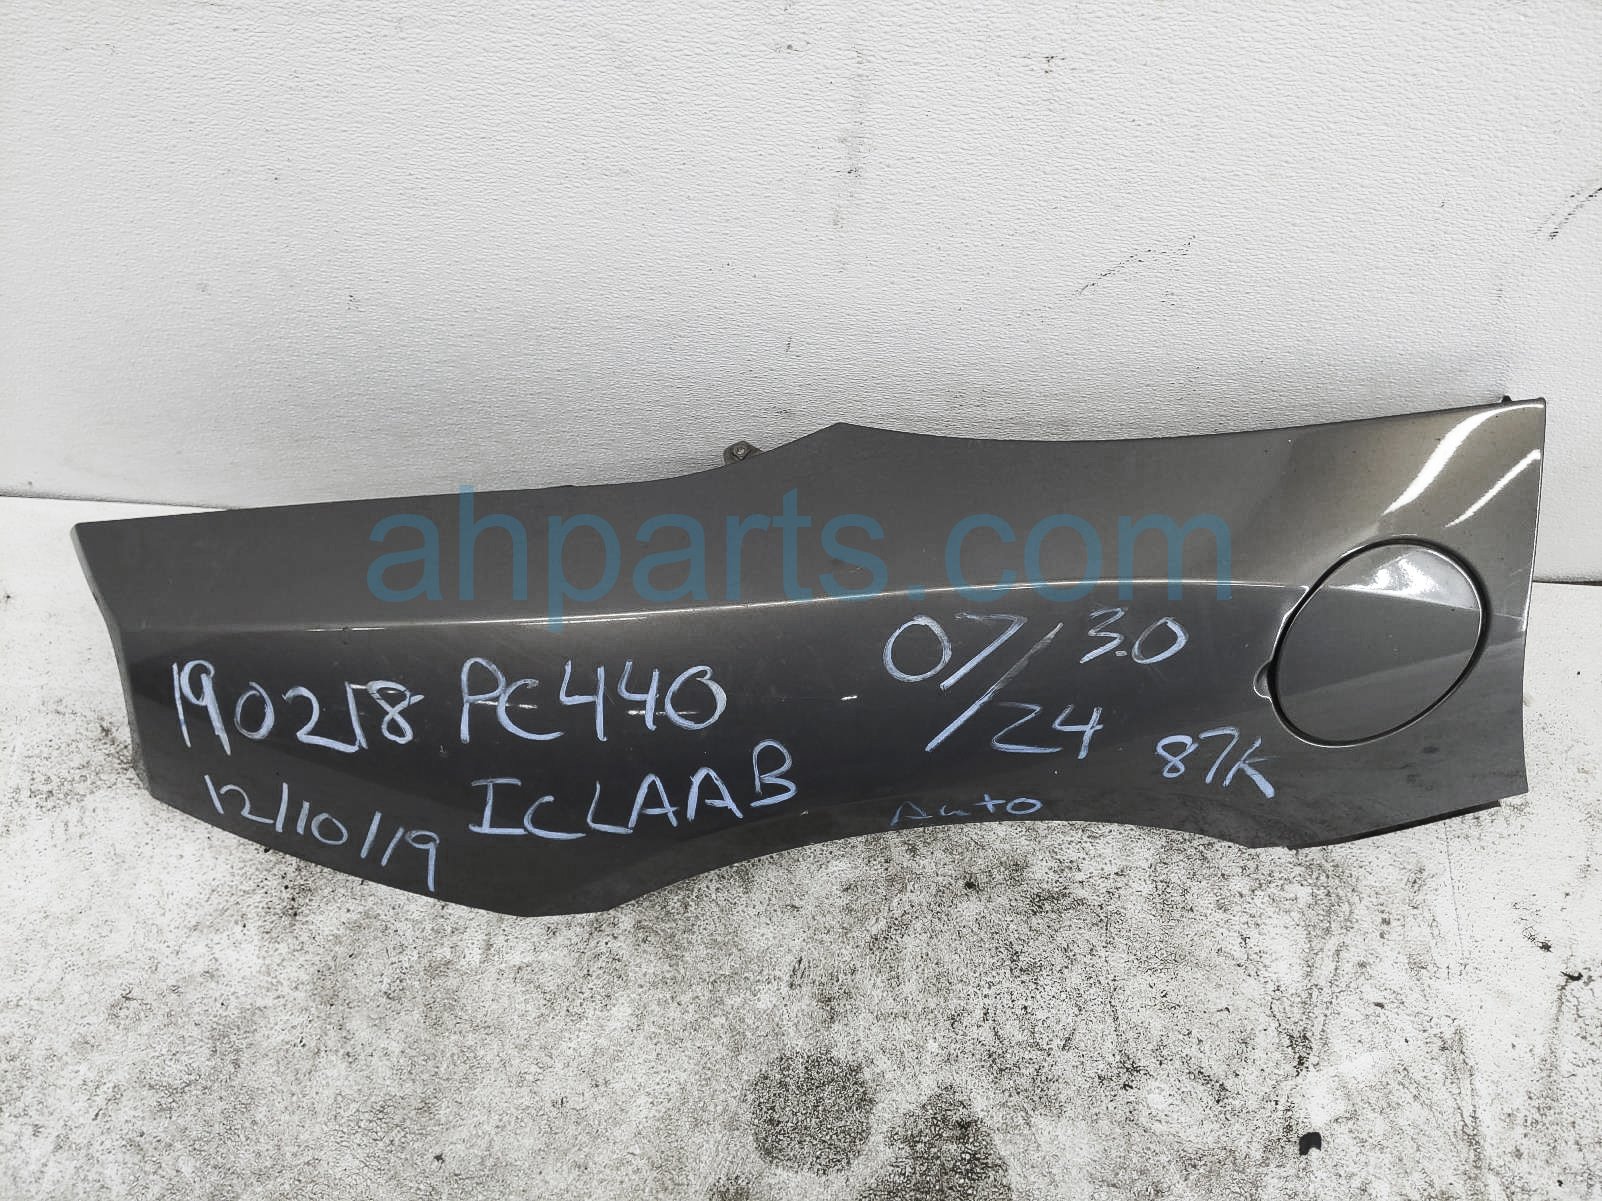 ahparts.com
190218 PC440
12/10/19 ICLAAB
07/24 3.0
87K
Auto